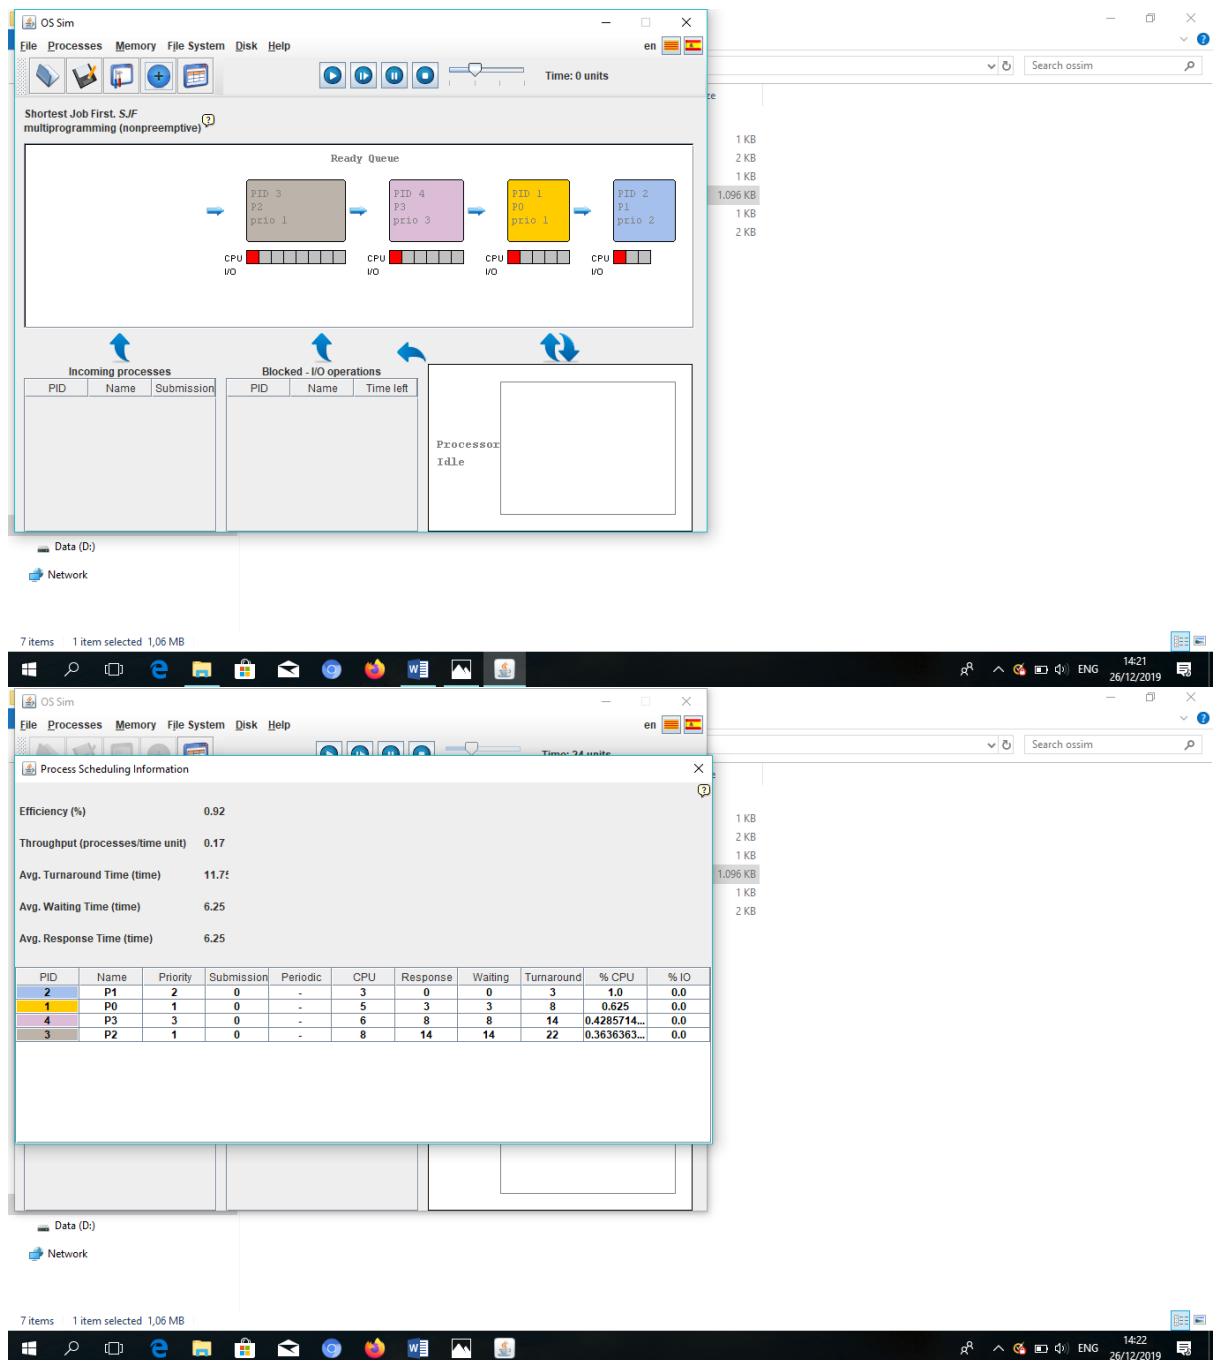 OS Sim
File Processes Memory File System Disk Help en
Time: 0 units
Search ossim
Shortest Job First. SJF
multiprogramming (nonpreemptive)
Ready Queue
PID 3 PID 4 PID 1 PID 2
P2 P3 P0 P1
prio 1 prio 3 prio 1 prio 2
CPU CPU CPU CPU
I/O I/O I/O I/O
1 KB
2 KB
1 KB
1.096 KB
1 KB
2 KB
Incoming processes Blocked - I/O operations
PID Name Submission PID Name Time left
Processor
Idle
Data (D:)
Network
7 items 1 item selected 1,06 MB
ENG 14:21
26/12/2019
OS Sim
File Processes Memory File System Disk Help en
Time: 24 units
Search ossim
Process Scheduling Information
Efficiency (%) 0.92
Throughput (processes/time unit) 0.17
Avg. Turnaround Time (time) 11.75
Avg. Waiting Time (time) 6.25
Avg. Response Time (time) 6.25
1 KB
2 KB
1 KB
1.096 KB
1 KB
2 KB
PID Name Priority Submission Periodic CPU Response Waiting Turnaround % CPU % IO
2 P1 2 0 - 3 0 0 3 1.0 0.0
1 P0 1 0 - 5 3 3 8 0.625 0.0
4 P3 3 0 - 6 8 8 14 0.4285714... 0.0
3 P2 1 0 - 8 14 14 22 0.3636363... 0.0
Data (D:)
Network
7 items 1 item selected 1,06 MB
ENG 14:22
26/12/2019